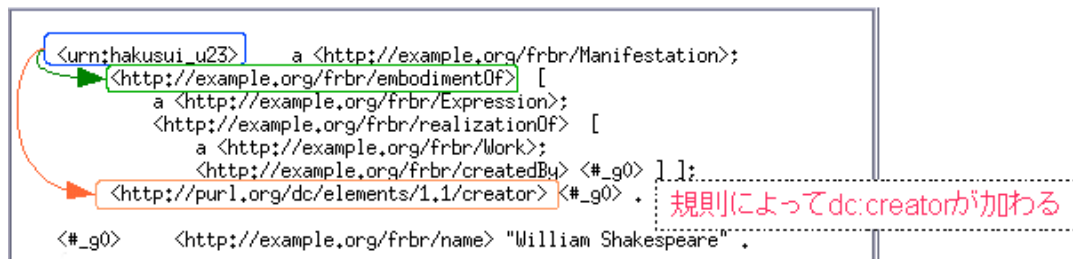 <urn:hakusui_u23>    a <http://example.org/frbr/Manifestation>;
<http://example.org/frbr/embodimentOf>  [
a <http://example.org/frbr/Expression>;
<http://example.org/frbr/realizationOf>  [
a <http://example.org/frbr/Work>;
<http://example.org/frbr/createdBy> <#_g0> ] ];
<http://purl.org/dc/elements/1.1/creator> <#_g0> .
規則によってdc:creatorが加わる
<#_g0>     <http://example.org/frbr/name> "William Shakespeare" .